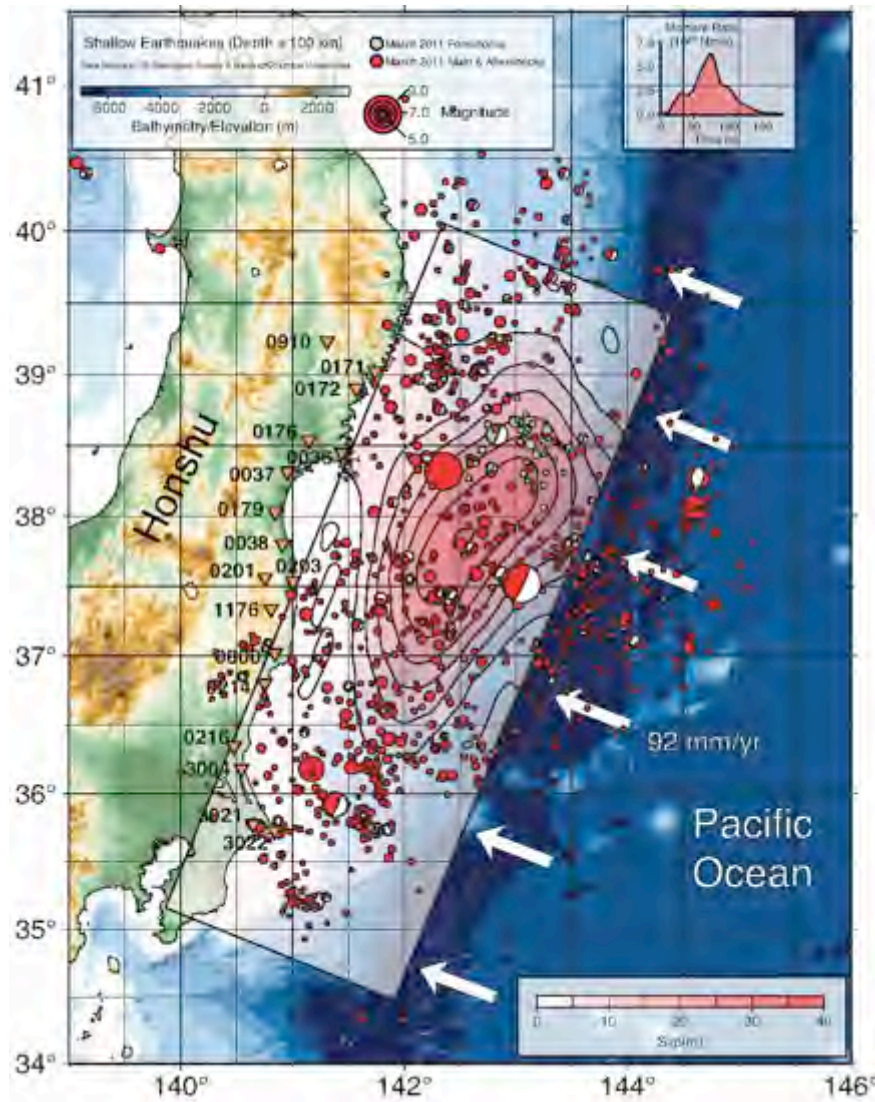 Shallow Earthquakes (Depth ≤ 100 km)
-6000 -4000 -2000 0 2000
Bathymetry/Elevation (m)
March 2011 Foreshocks
March 2011 Main & Aftershocks
9.0
7.0
5.0
Magnitude
Moment Rate
Time (s)
41°
40°
39°
38°
37°
36°
35°
34°
140°
142°
144°
146°
0910
0171
0172
0176
0036
0037
0179
0038
0203
0201
1176
0216
3004
3021
3022
Honshu
92 mm/yr
Pacific
Ocean
0 10 20 30 40
Slip(m)